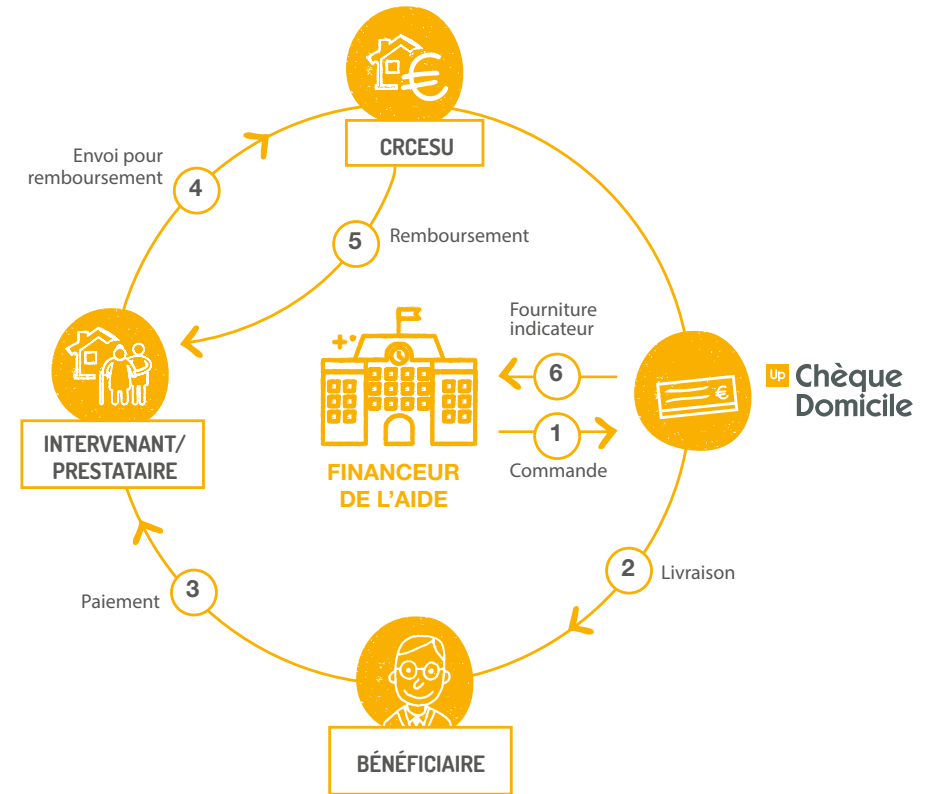 CRCESU
Envoi pour
remboursement
4
5
Remboursement
Fourniture
indicateur
6
1
Commande
Up Chèque
Domicile
INTERVENANT/
PRESTATAIRE
FINANCEUR
DE L'AIDE
2
Livraison
3
Paiement
BÉNÉFICIAIRE